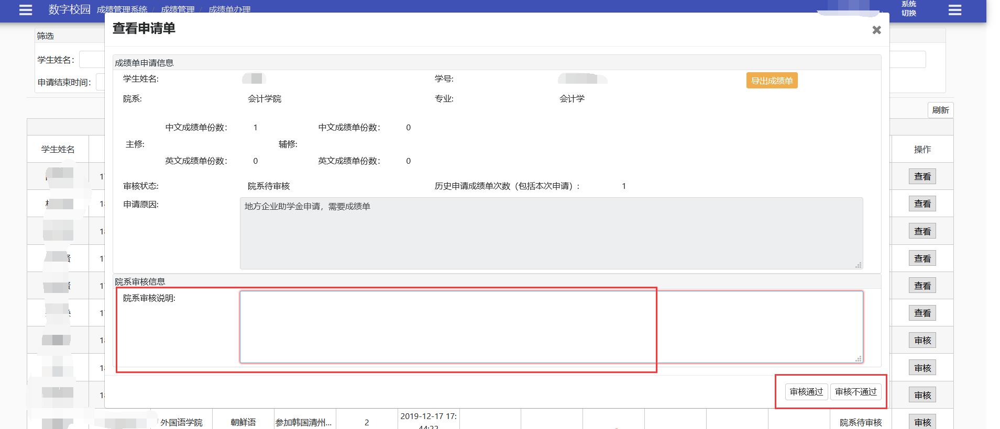 数字校园 成绩管理系统 / 成绩管理 / 成绩单办理
系统
切换
查看申请单
筛选
学生姓名：
申请结束时间：
刷新
成绩单申请信息
学生姓名:
学号:
导出成绩单
院系: 会计学院 专业: 会计学
中文成绩单份数： 1 中文成绩单份数： 0
主修: 辅修:
英文成绩单份数： 0 英文成绩单份数： 0
审核状态: 院系待审核 历史申请成绩单次数（包括本次申请）: 1
申请原因: 地方企业助学金申请，需要成绩单
院系审核信息
院系审核说明:
审核通过 审核不通过
学生姓名 操作
查看
查看
查看
查看
查看
查看
审核
审核
审核
外国语学院 朝鲜语 参加韩国清州... 2 2019-12-17 17:
44:22 院系待审核 审核